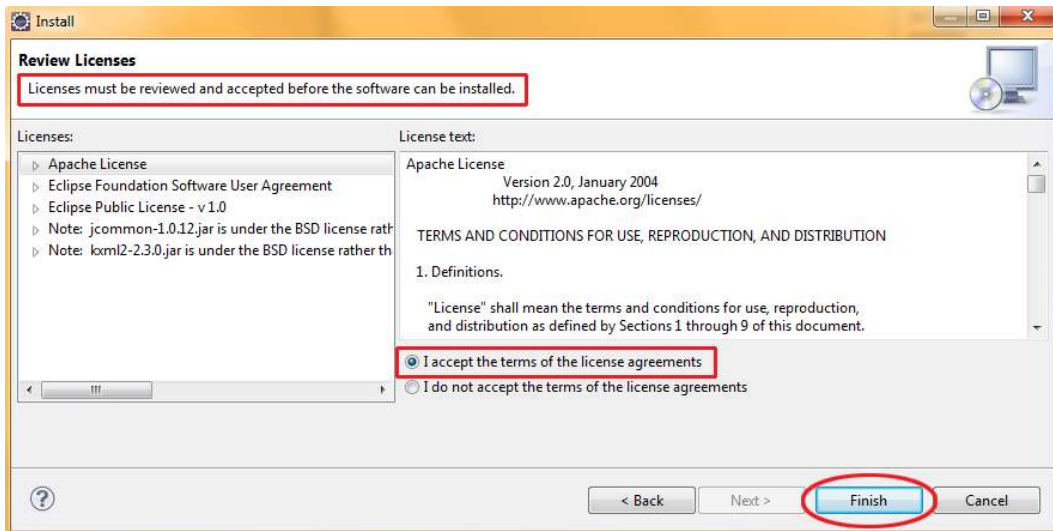 Install
Review Licenses
Licenses must be reviewed and accepted before the software can be installed.
Licenses:
Apache License
Eclipse Foundation Software User Agreement
Eclipse Public License - v 1.0
Note: jcommon-1.0.12.jar is under the BSD license rath
Note: kxml2-2.3.0.jar is under the BSD license rather th
License text:
Apache License
Version 2.0, January 2004
http://www.apache.org/licenses/
TERMS AND CONDITIONS FOR USE, REPRODUCTION, AND DISTRIBUTION
1. Definitions.
"License" shall mean the terms and conditions for use, reproduction,
and distribution as defined by Sections 1 through 9 of this document.
I accept the terms of the license agreements
I do not accept the terms of the license agreements
< Back
Next >
Finish
Cancel